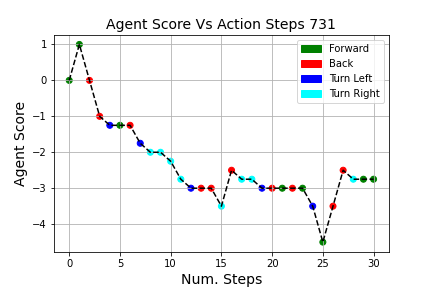 Agent Score Vs Action Steps 731
Forward
Back
Turn Left
Turn Right
Agent Score
1
0
−1
−2
−3
−4
0 5 10 15 20 25 30
Num. Steps